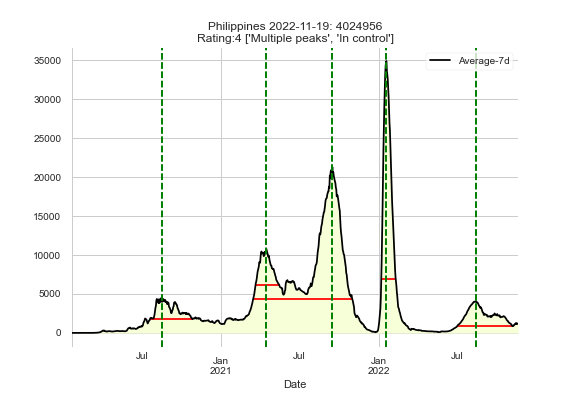 Philippines 2022-11-19: 4024956
Rating:4 ['Multiple peaks', 'In control']
Average-7d
35000
30000
25000
20000
15000
10000
5000
0
Jul
Jan
2021
Jul
Jan
2022
Jul
Date